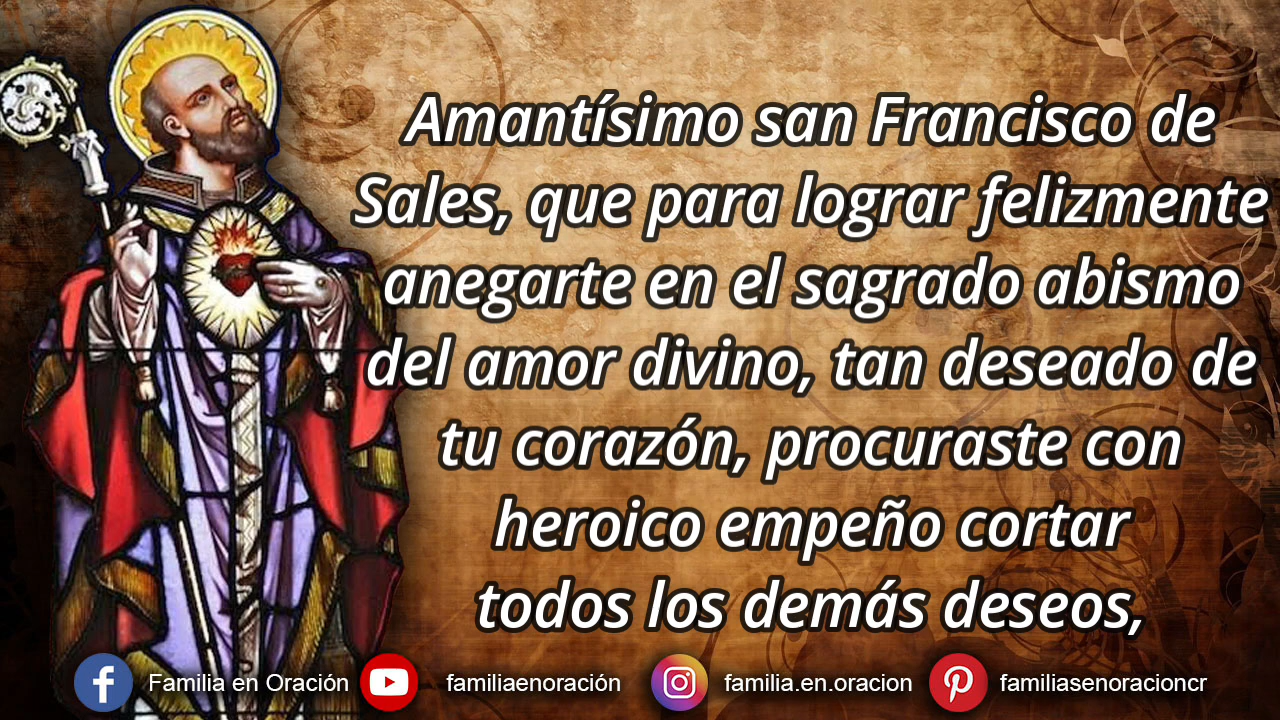 Amantísimo san Francisco de
Sales, que para lograr felizmente
anegarte en el sagrado abismo
del amor divino, tan deseado de
tu corazón, procuraste con
heroico empeño cortar
todos los demás deseos,
Familia en Oración familiaenoración familia.en.oracion familiasenoracioncr